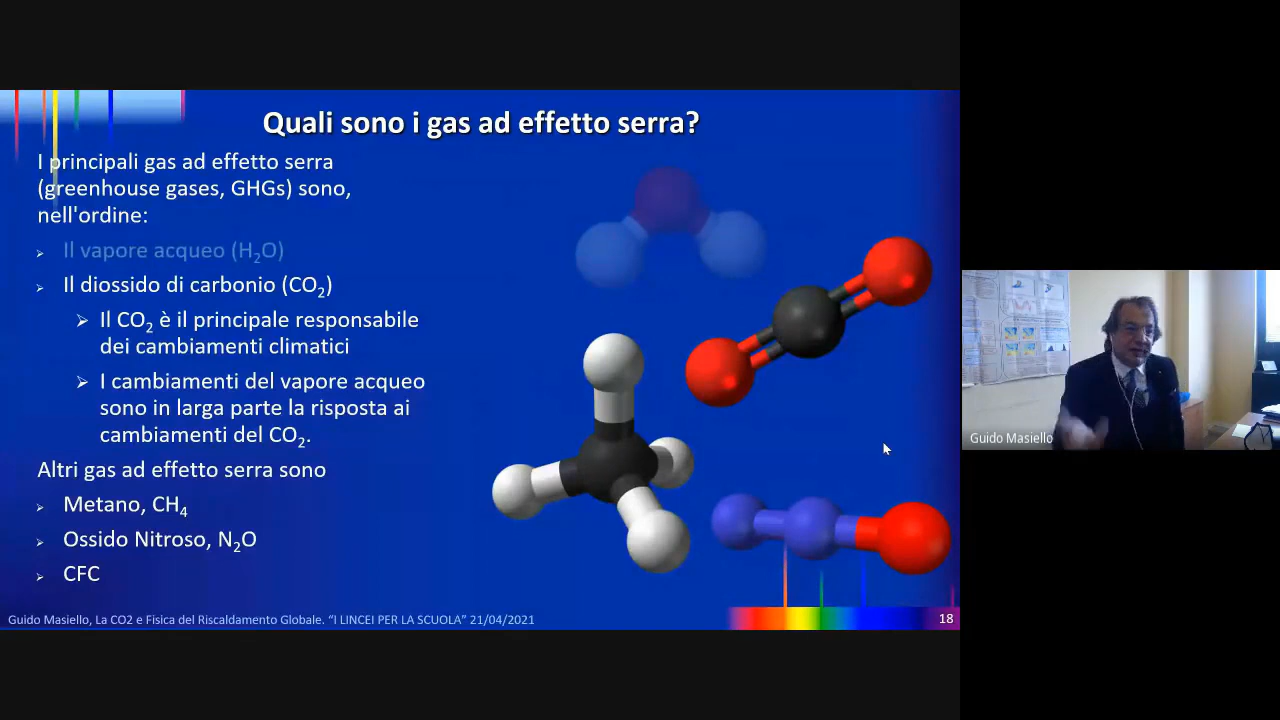 Quali sono i gas ad effetto serra?
I principali gas ad effetto serra
(greenhouse gases, GHGs) sono,
nell'ordine:
Il vapore acqueo (H2O)
Il diossido di carbonio (CO2)
Il CO2 è il principale responsabile
dei cambiamenti climatici
I cambiamenti del vapore acqueo
sono in larga parte la risposta ai
cambiamenti del CO2.
Altri gas ad effetto serra sono
Metano, CH4
Ossido Nitroso, N2O
CFC
Guido Masiello, La CO2 e Fisica del Riscaldamento Globale. “I LINCEI PER LA SCUOLA” 21/04/2021
18
Guido Masiello